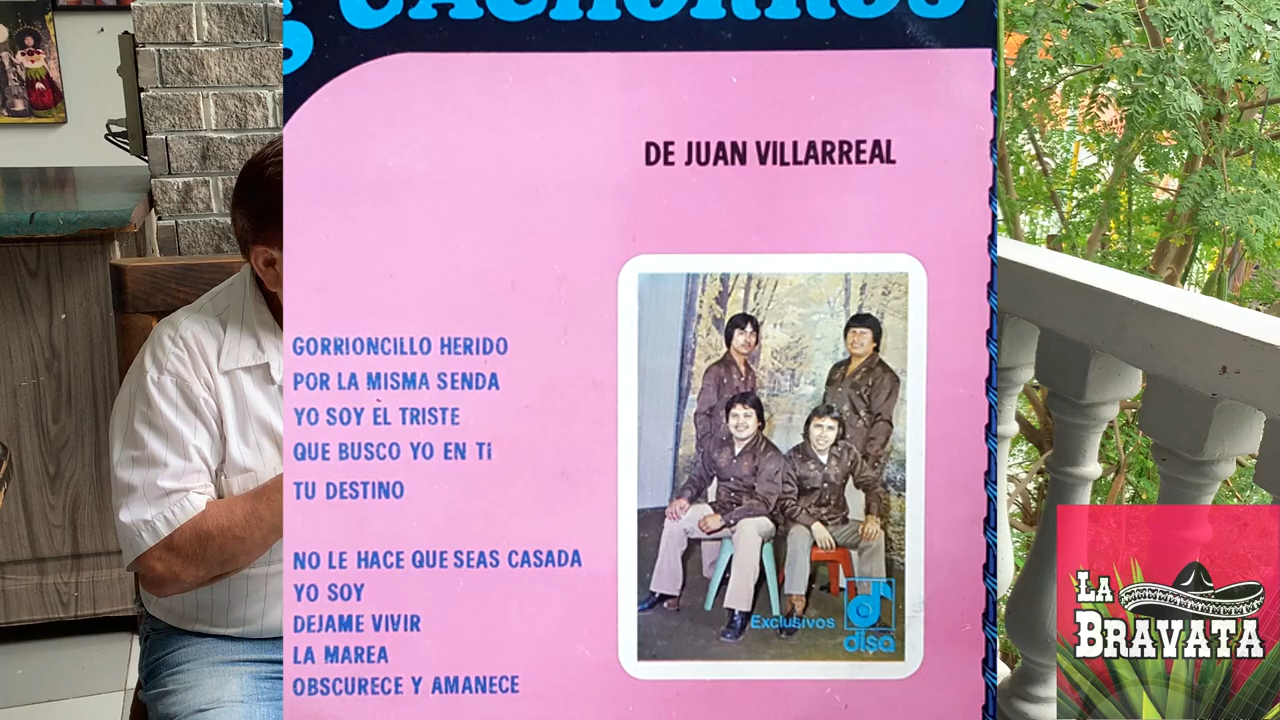 CACHORROS
DE JUAN VILLARREAL
GORRIONCILLO HERIDO
POR LA MISMA SENDA
YO SOY EL TRISTE
QUE BUSCO YO EN TI
TU DESTINO
NO LE HACE QUE SEAS CASADA
YO SOY
DEJAME VIVIR
LA MAREA
OBSCURECE Y AMANECE
Exclusivos
disa
LA
BRAVATA